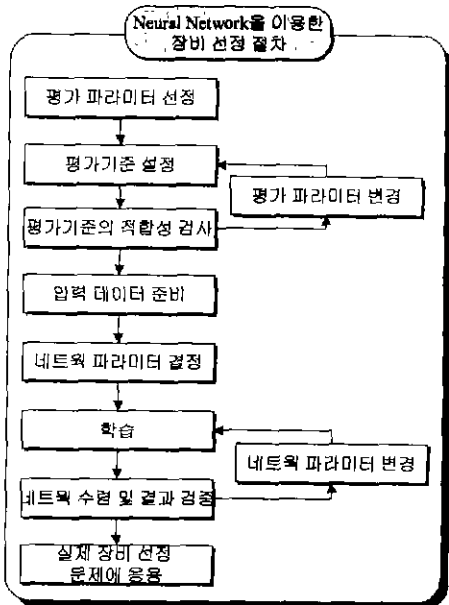 Neural Network을 이용한
장비 선정 절차
평가 파라미터 선정
평가기준 설정
평가 파라미터 변경
평가기준의 적합성 검사
입력 데이터 준비
네트웍 파라미터 결정
학습
네트웍 파라미터 변경
네트웍 수렴 및 결과 검증
실제 장비 선정
문제에 응용